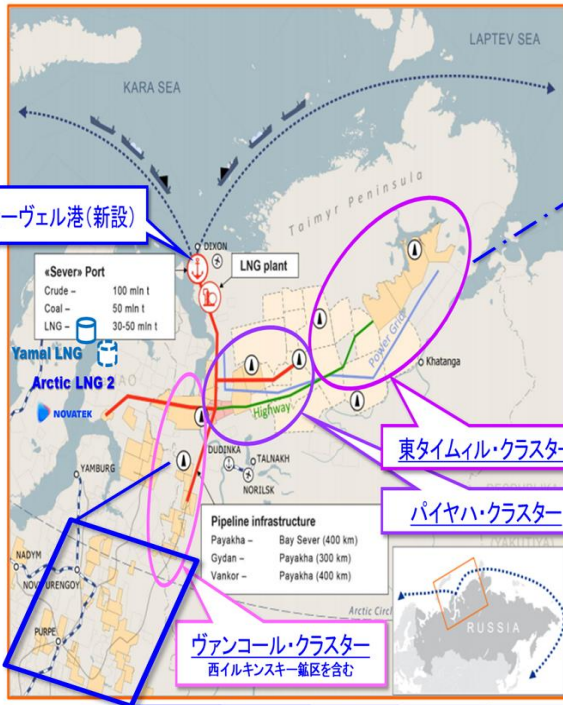 LAPTEV SEA
KARA SEA
Taimyr Peninsula
ーヴェル港(新設)
DIXON
LNG plant
«Sever» Port
Crude – 100 mln t
Coal – 50 mln t
LNG – 30-50 mln t
Yamal LNG
Arctic LNG 2
NOVATEK
Power Grid
Khatanga
Highway
東タイムィル・クラスター
DUDINKA
TALNAKH
NORILSK
YAMBURG
パイヤハ・クラスター
Pipeline infrastructure
Payakha – Bay Sever (400 km)
Gydan – Payakha (300 km)
Vankor – Payakha (400 km)
NADYM
NOVY URENGOY
PURPE
Arctic Circl
ヴァンコール・クラスター
西イルキンスキー鉱区を含む
RUSSIA